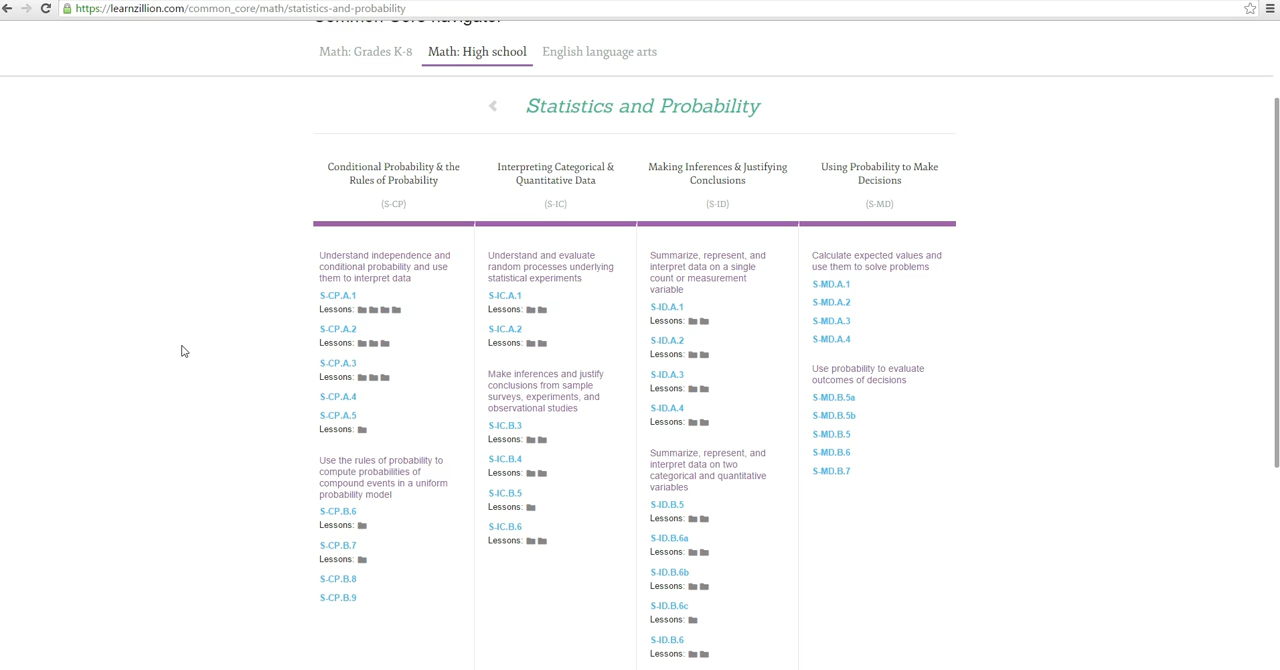 https://learnzillion.com/common_core/math/statistics-and-probability
Common Core navigator
Math: Grades K-8
Math: High school
English language arts
Statistics and Probability
Conditional Probability & the
Rules of Probability
(S-CP)
Understand independence and
conditional probability and use
them to interpret data
S-CP.A.1
Lessons:
S-CP.A.2
Lessons:
S-CP.A.3
Lessons:
S-CP.A.4
S-CP.A.5
Lessons:
Use the rules of probability to
compute probabilities of
compound events in a uniform
probability model
S-CP.B.6
Lessons:
S-CP.B.7
Lessons:
S-CP.B.8
S-CP.B.9
Interpreting Categorical &
Quantitative Data
(S-IC)
Understand and evaluate
random processes underlying
statistical experiments
S-IC.A.1
Lessons:
S-IC.A.2
Lessons:
Make inferences and justify
conclusions from sample
surveys, experiments, and
observational studies
S-IC.B.3
Lessons:
S-IC.B.4
Lessons:
S-IC.B.5
Lessons:
S-IC.B.6
Lessons:
Making Inferences & Justifying
Conclusions
(S-ID)
Summarize, represent, and
interpret data on a single
count or measurement
variable
S-ID.A.1
Lessons:
S-ID.A.2
Lessons:
S-ID.A.3
Lessons:
S-ID.A.4
Lessons:
Summarize, represent, and
interpret data on two
categorical and quantitative
variables
S-ID.B.5
Lessons:
S-ID.B.6a
Lessons:
S-ID.B.6b
Lessons:
S-ID.B.6c
Lessons:
S-ID.B.6
Lessons:
Using Probability to Make
Decisions
(S-MD)
Calculate expected values and
use them to solve problems
S-MD.A.1
S-MD.A.2
S-MD.A.3
S-MD.A.4
Use probability to evaluate
outcomes of decisions
S-MD.B.5a
S-MD.B.5b
S-MD.B.5
S-MD.B.6
S-MD.B.7